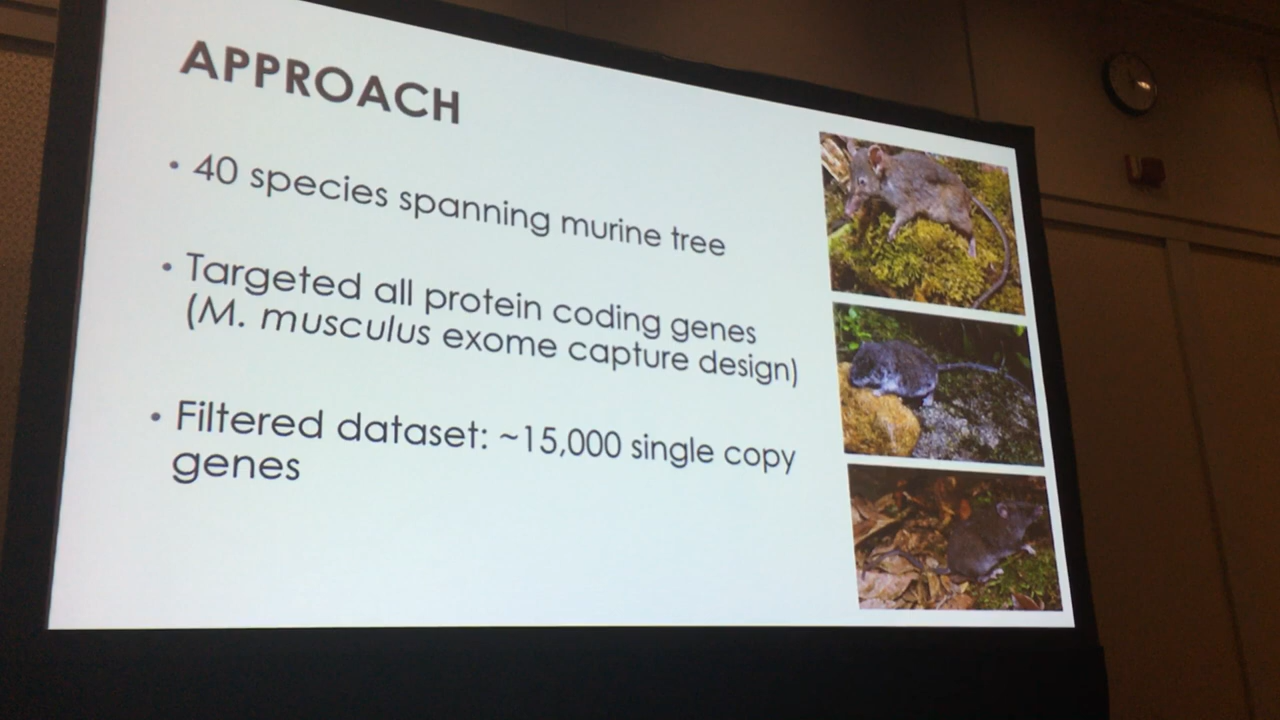 APPROACH
• 40 species spanning murine tree
• Targeted all protein coding genes
(M. musculus exome capture design)
• Filtered dataset: ~15,000 single copy
genes